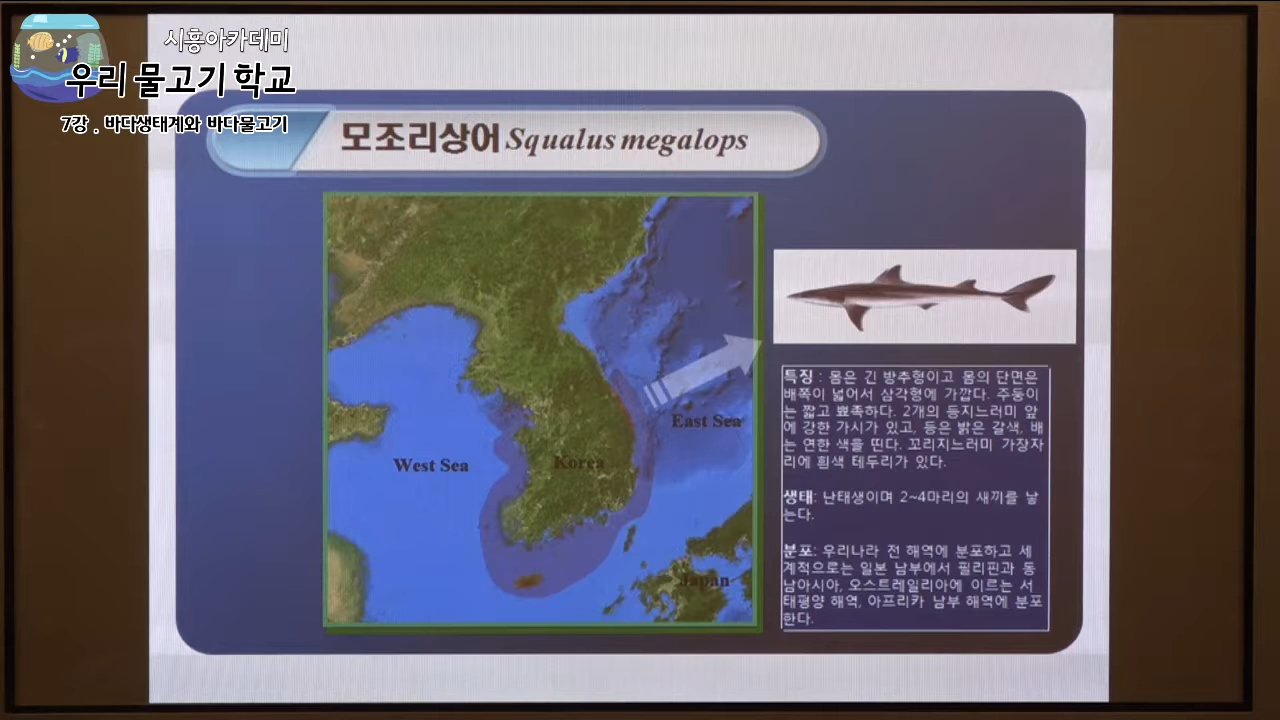 시흥아카데미
우리 물고기 학교
7강 . 바다생태계와 바다물고기
모조리상어 Squalus megalops
East Sea
West Sea
Korea
Japan
특징 : 몸은 긴 방추형이고 몸의 단면은
배쪽이 넓어서 삼각형에 가깝다. 주둥이
는 짧고 뾰족하다. 2개의 등지느러미 앞
에 강한 가시가 있고, 등은 밝은 갈색, 배
는 연한 색을 띤다. 꼬리지느러미 가장자
리에 흰색 테두리가 있다.
생태: 난태생이며 2~4마리의 새끼를 낳
는다.
분포: 우리나라 전 해역에 분포하고 세
계적으로는 일본 남부에서 필리핀과 동
남아시아, 오스트레일리아에 이르는 서
태평양 해역, 아프리카 남부 해역에 분포
한다.